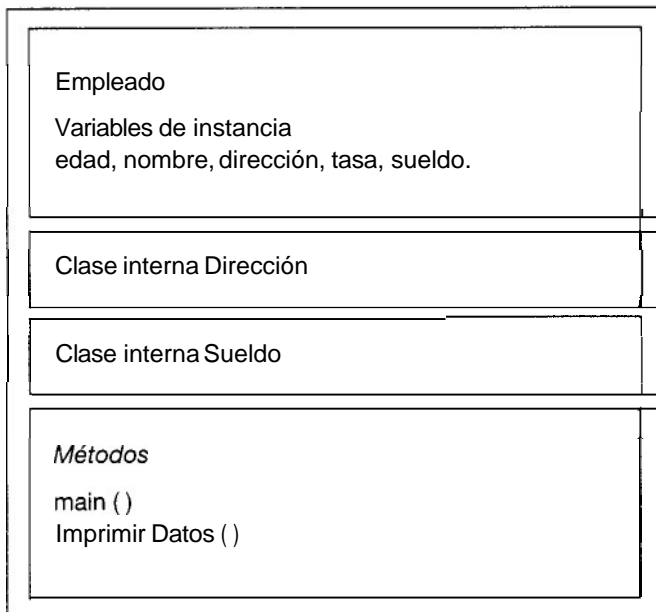 Empleado
Variables de instancia
edad, nombre, dirección, tasa, sueldo.
Clase interna Dirección
Clase interna Sueldo
Métodos
main ()
Imprimir Datos ()